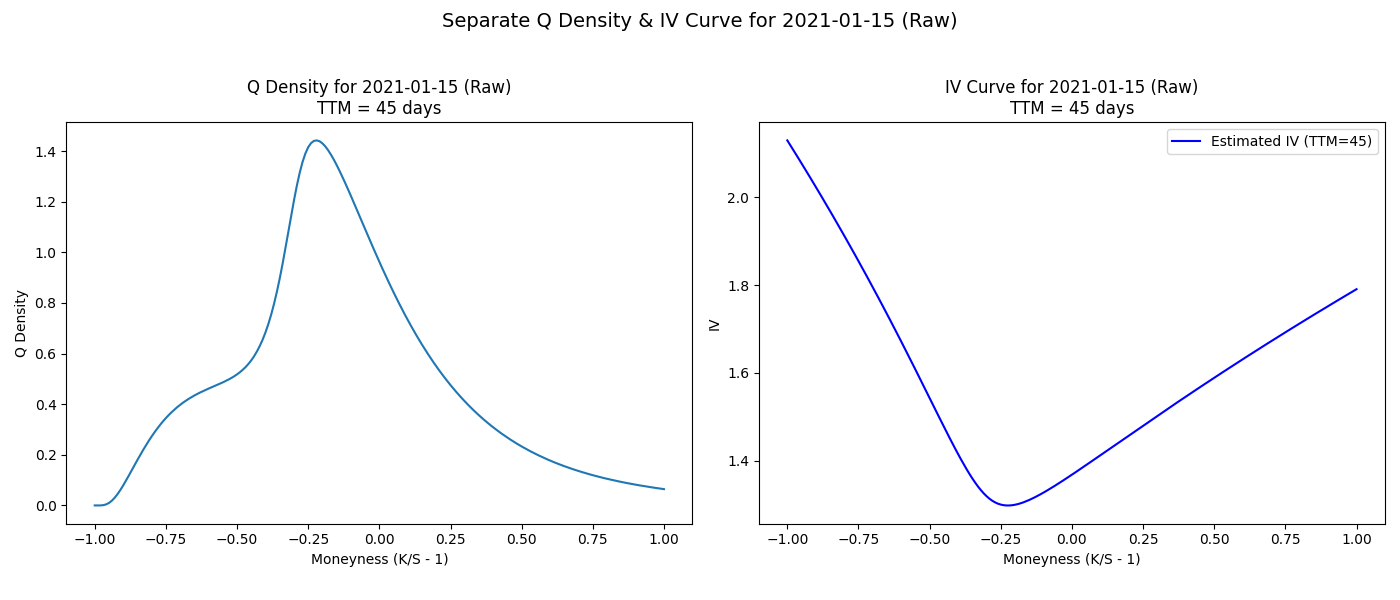 Separate Q Density & IV Curve for 2021-01-15 (Raw)
Q Density for 2021-01-15 (Raw)
TTM = 45 days
Q Density
1.4
1.2
1.0
0.8
0.6
0.4
0.2
0.0
−1.00 −0.75 −0.50 −0.25 0.00 0.25 0.50 0.75 1.00
Moneyness (K/S - 1)
IV Curve for 2021-01-15 (Raw)
TTM = 45 days
Estimated IV (TTM=45)
IV
2.0
1.8
1.6
1.4
−1.00 −0.75 −0.50 −0.25 0.00 0.25 0.50 0.75 1.00
Moneyness (K/S - 1)